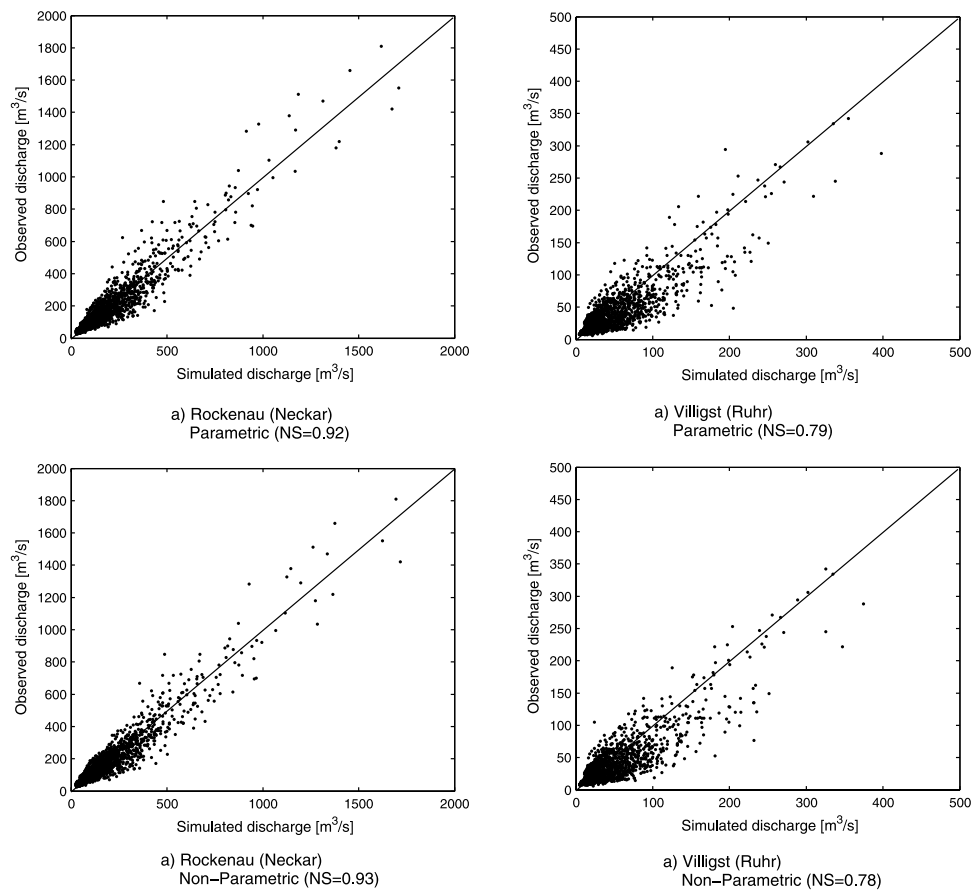 2000
1800
1600
1400
1200
1000
800
600
400
200
0
Observed discharge [m³/s]
0 500 1000 1500 2000
Simulated discharge [m³/s]
a) Rockenau (Neckar)
Parametric (NS=0.92)
500
450
400
350
300
250
200
150
100
50
0
Observed discharge [m³/s]
0 100 200 300 400 500
Simulated discharge [m³/s]
a) Villigst (Ruhr)
Parametric (NS=0.79)
2000
1800
1600
1400
1200
1000
800
600
400
200
0
Observed discharge [m³/s]
0 500 1000 1500 2000
Simulated discharge [m³/s]
a) Rockenau (Neckar)
Non−Parametric (NS=0.93)
500
450
400
350
300
250
200
150
100
50
0
Observed discharge [m³/s]
0 100 200 300 400 500
Simulated discharge [m³/s]
a) Villigst (Ruhr)
Non−Parametric (NS=0.78)